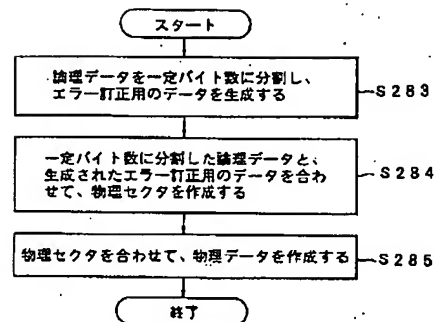 スタート
論理データを一定バイト数に分割し、
エラー訂正用のデータを生成する
S283
一定バイト数に分割した論理データと、
生成されたエラー訂正用のデータを合わ
せて、物理セクタを作成する
S284
物理セクタを合わせて、物理データを作成する
S285
終了